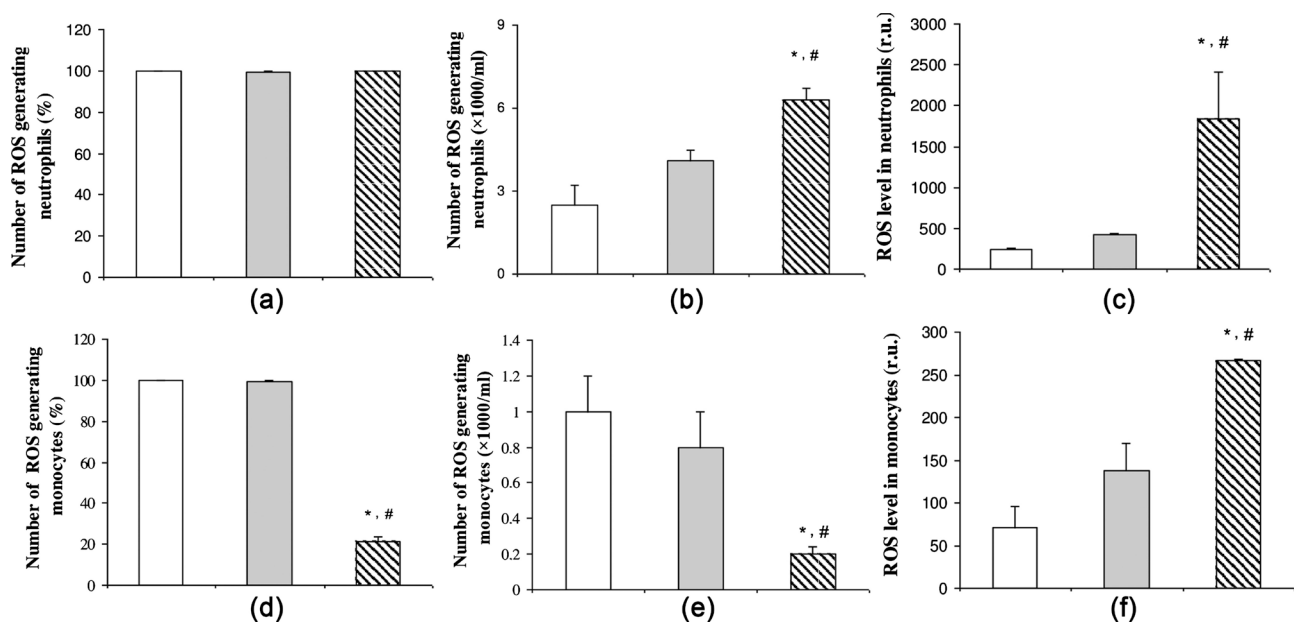 Number of ROS generating
neutrophils (%)
120
100
80
60
40
20
0
(a)
Number of ROS generating
neutrophils (×1000/ml)
9
6
3
0
*, #
(b)
ROS level in neutrophils (r.u.)
3000
2500
2000
1500
1000
500
0
*, #
(c)
Number of ROS generating
monocytes (%)
120
100
80
60
40
20
0
*, #
(d)
Number of ROS generating
monocytes (×1000/ml)
1.4
1.2
1
0.8
0.6
0.4
0.2
0
*, #
(e)
ROS level in monocytes (r.u.)
300
250
200
150
100
50
0
*, #
(f)